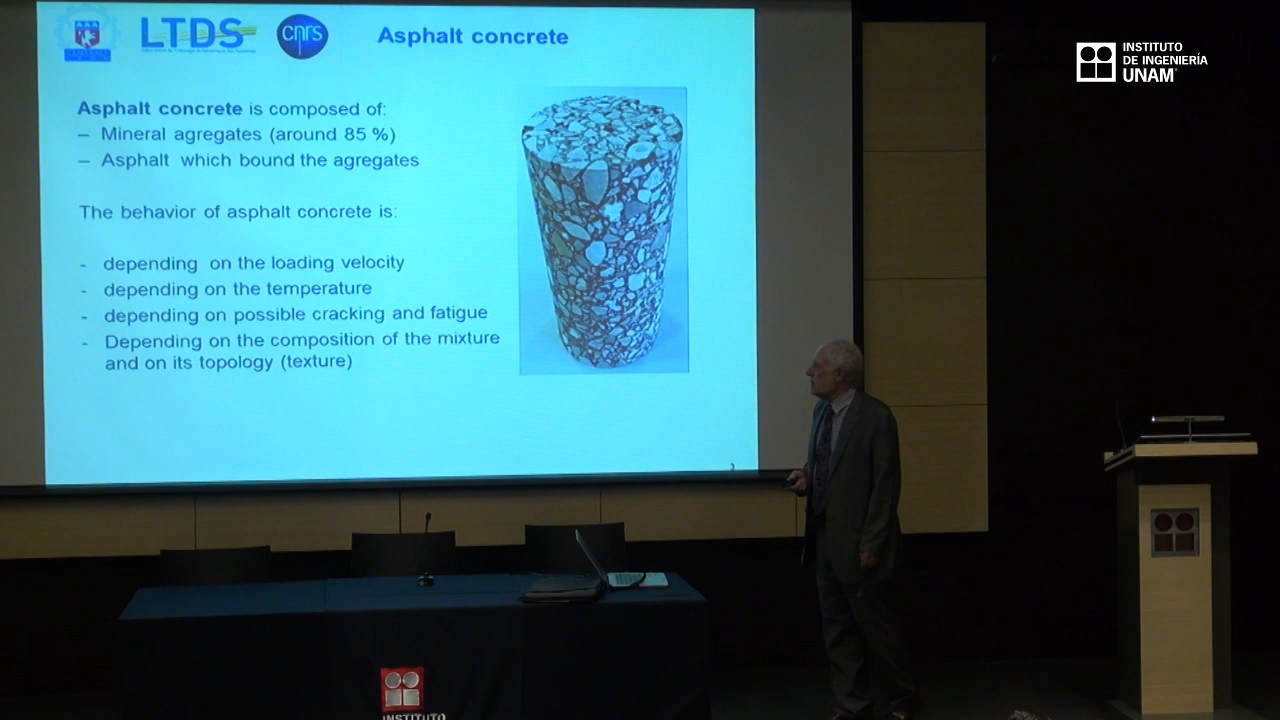 LTDS
cnrs
Asphalt concrete
INSTITUTO
DE INGENIERÍA
UNAM
Asphalt concrete is composed of:
– Mineral agregates (around 85 %)
– Asphalt which bound the agregates
The behavior of asphalt concrete is:
- depending on the loading velocity
- depending on the temperature
- depending on possible cracking and fatigue
- Depending on the composition of the mixture
and on its topology (texture)
INSTITUTO